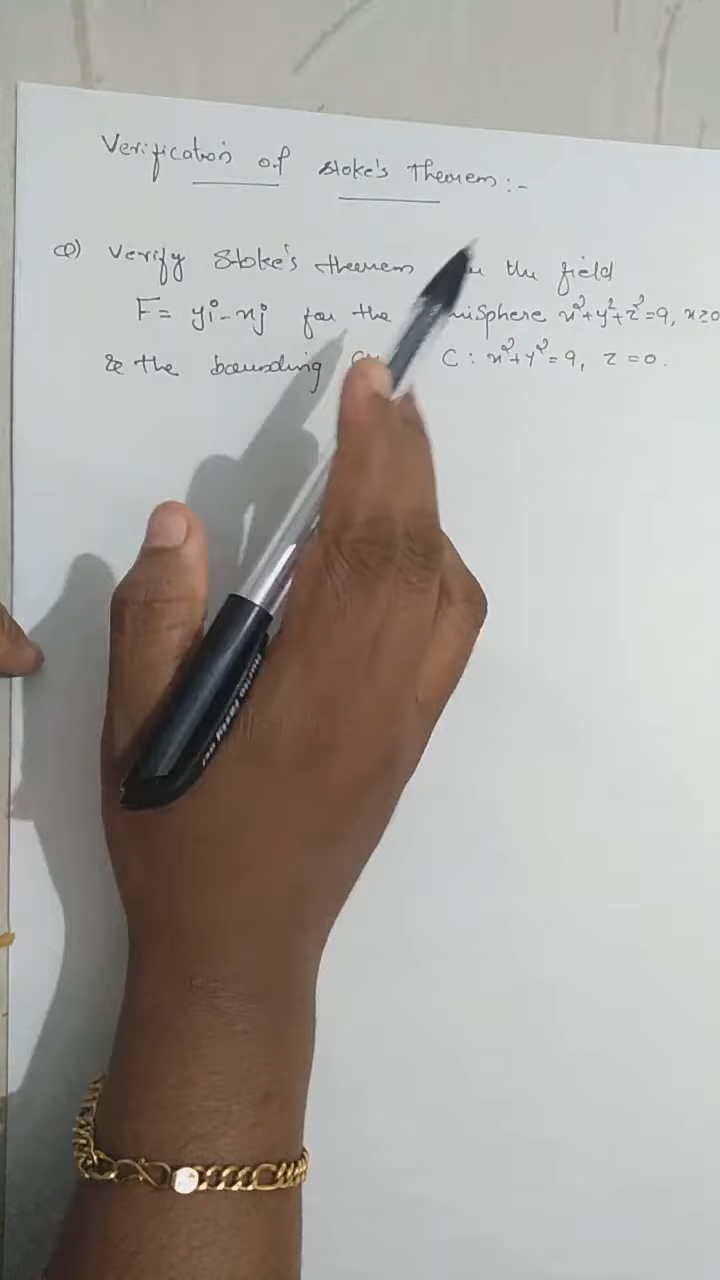 Verification of Stoke's Theorem:-
Q) Verify Stoke's theorem the field
F = yi - xj for the misphere x²+y²+z²=9, x≥0
& the bounding C : x²+y²=9, z=0.